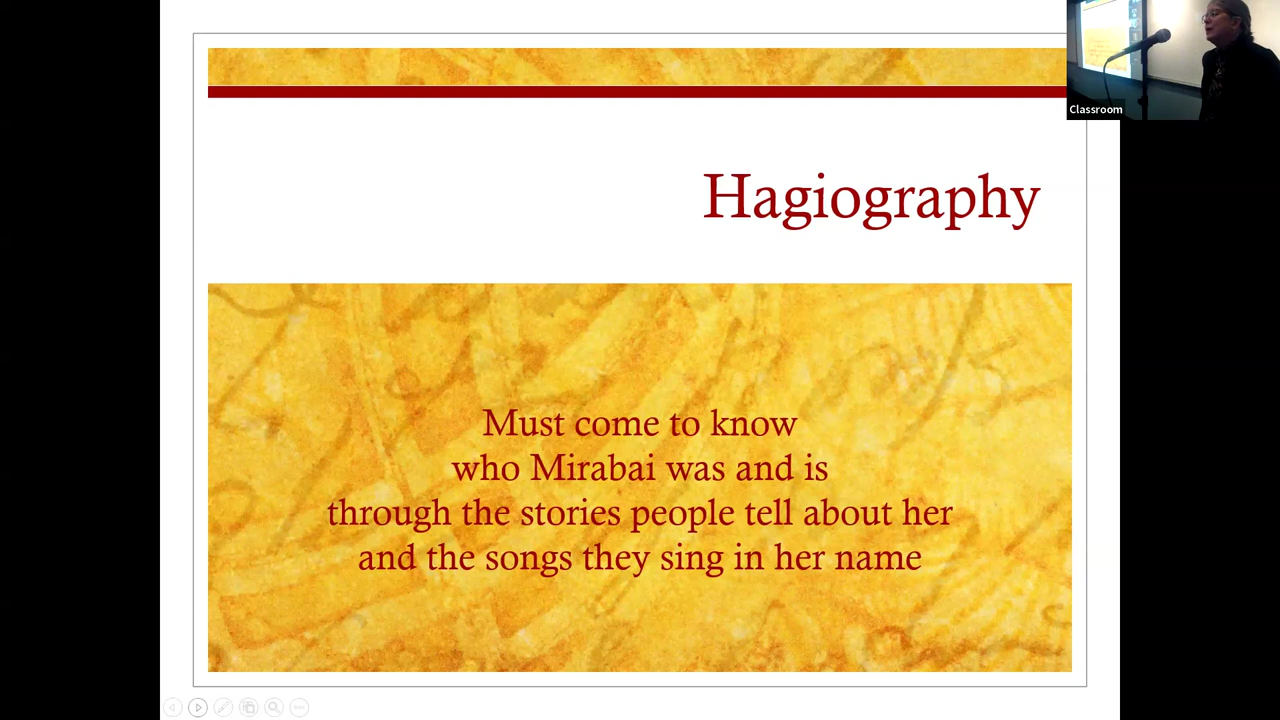 Classroom
Hagiography
Must come to know
who Mirabai was and is
through the stories people tell about her
and the songs they sing in her name